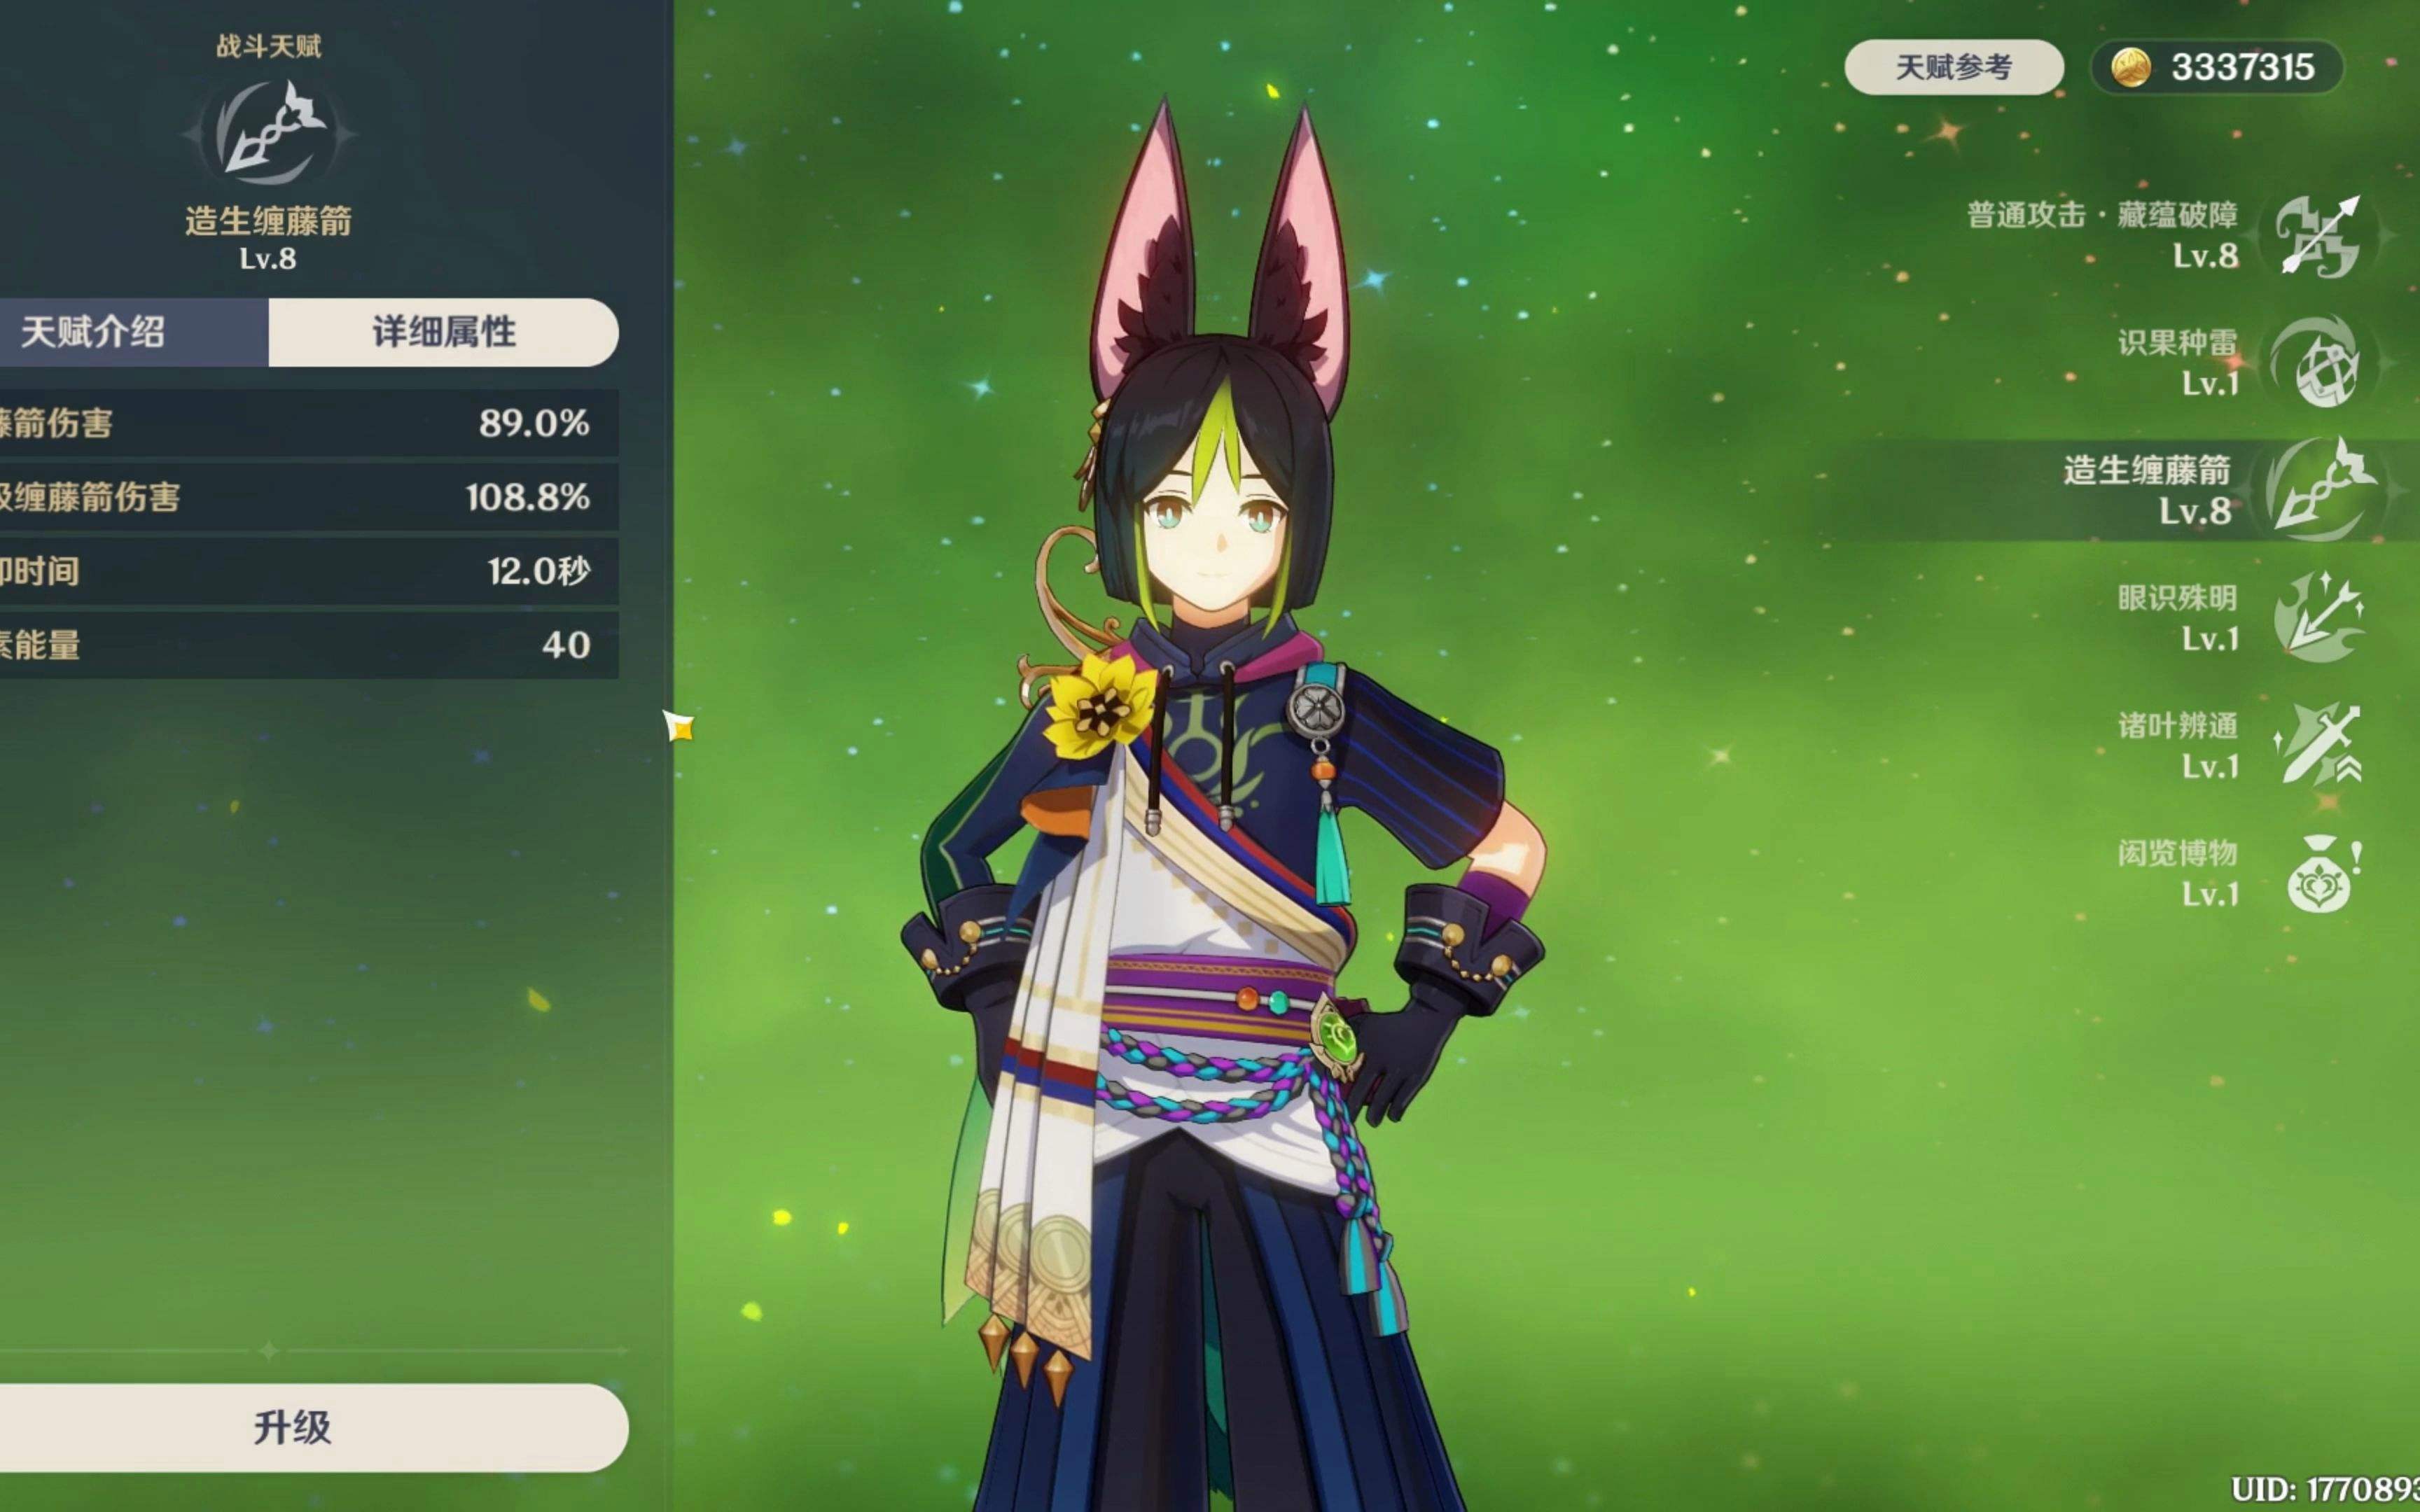 战斗天赋
造生缠藤箭
Lv.8
天赋介绍
详细属性
藤箭伤害
89.0%
级缠藤箭伤害
108.8%
却时间
12.0秒
素能量
40
升级
天赋参考
3337315
普通攻击·藏蕴破障
Lv.8
识果种雷
Lv.1
造生缠藤箭
Lv.8
眼识殊明
Lv.1
诸叶辨通
Lv.1
闳览博物
Lv.1
UID: 1770893